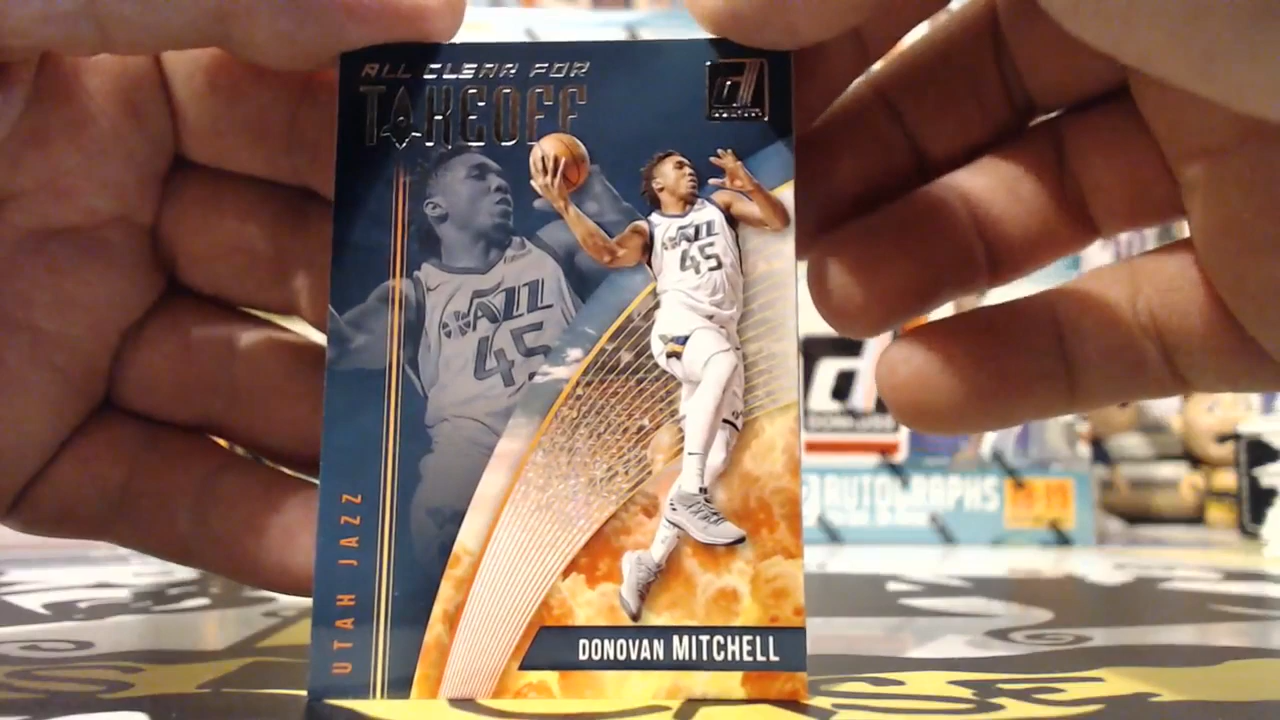 ALL CLEAR FOR
TAKEOFF
JAZZ
45
JAZZ
45
UTAH JAZZ
DONOVAN MITCHELL
AUTOGRAPHS